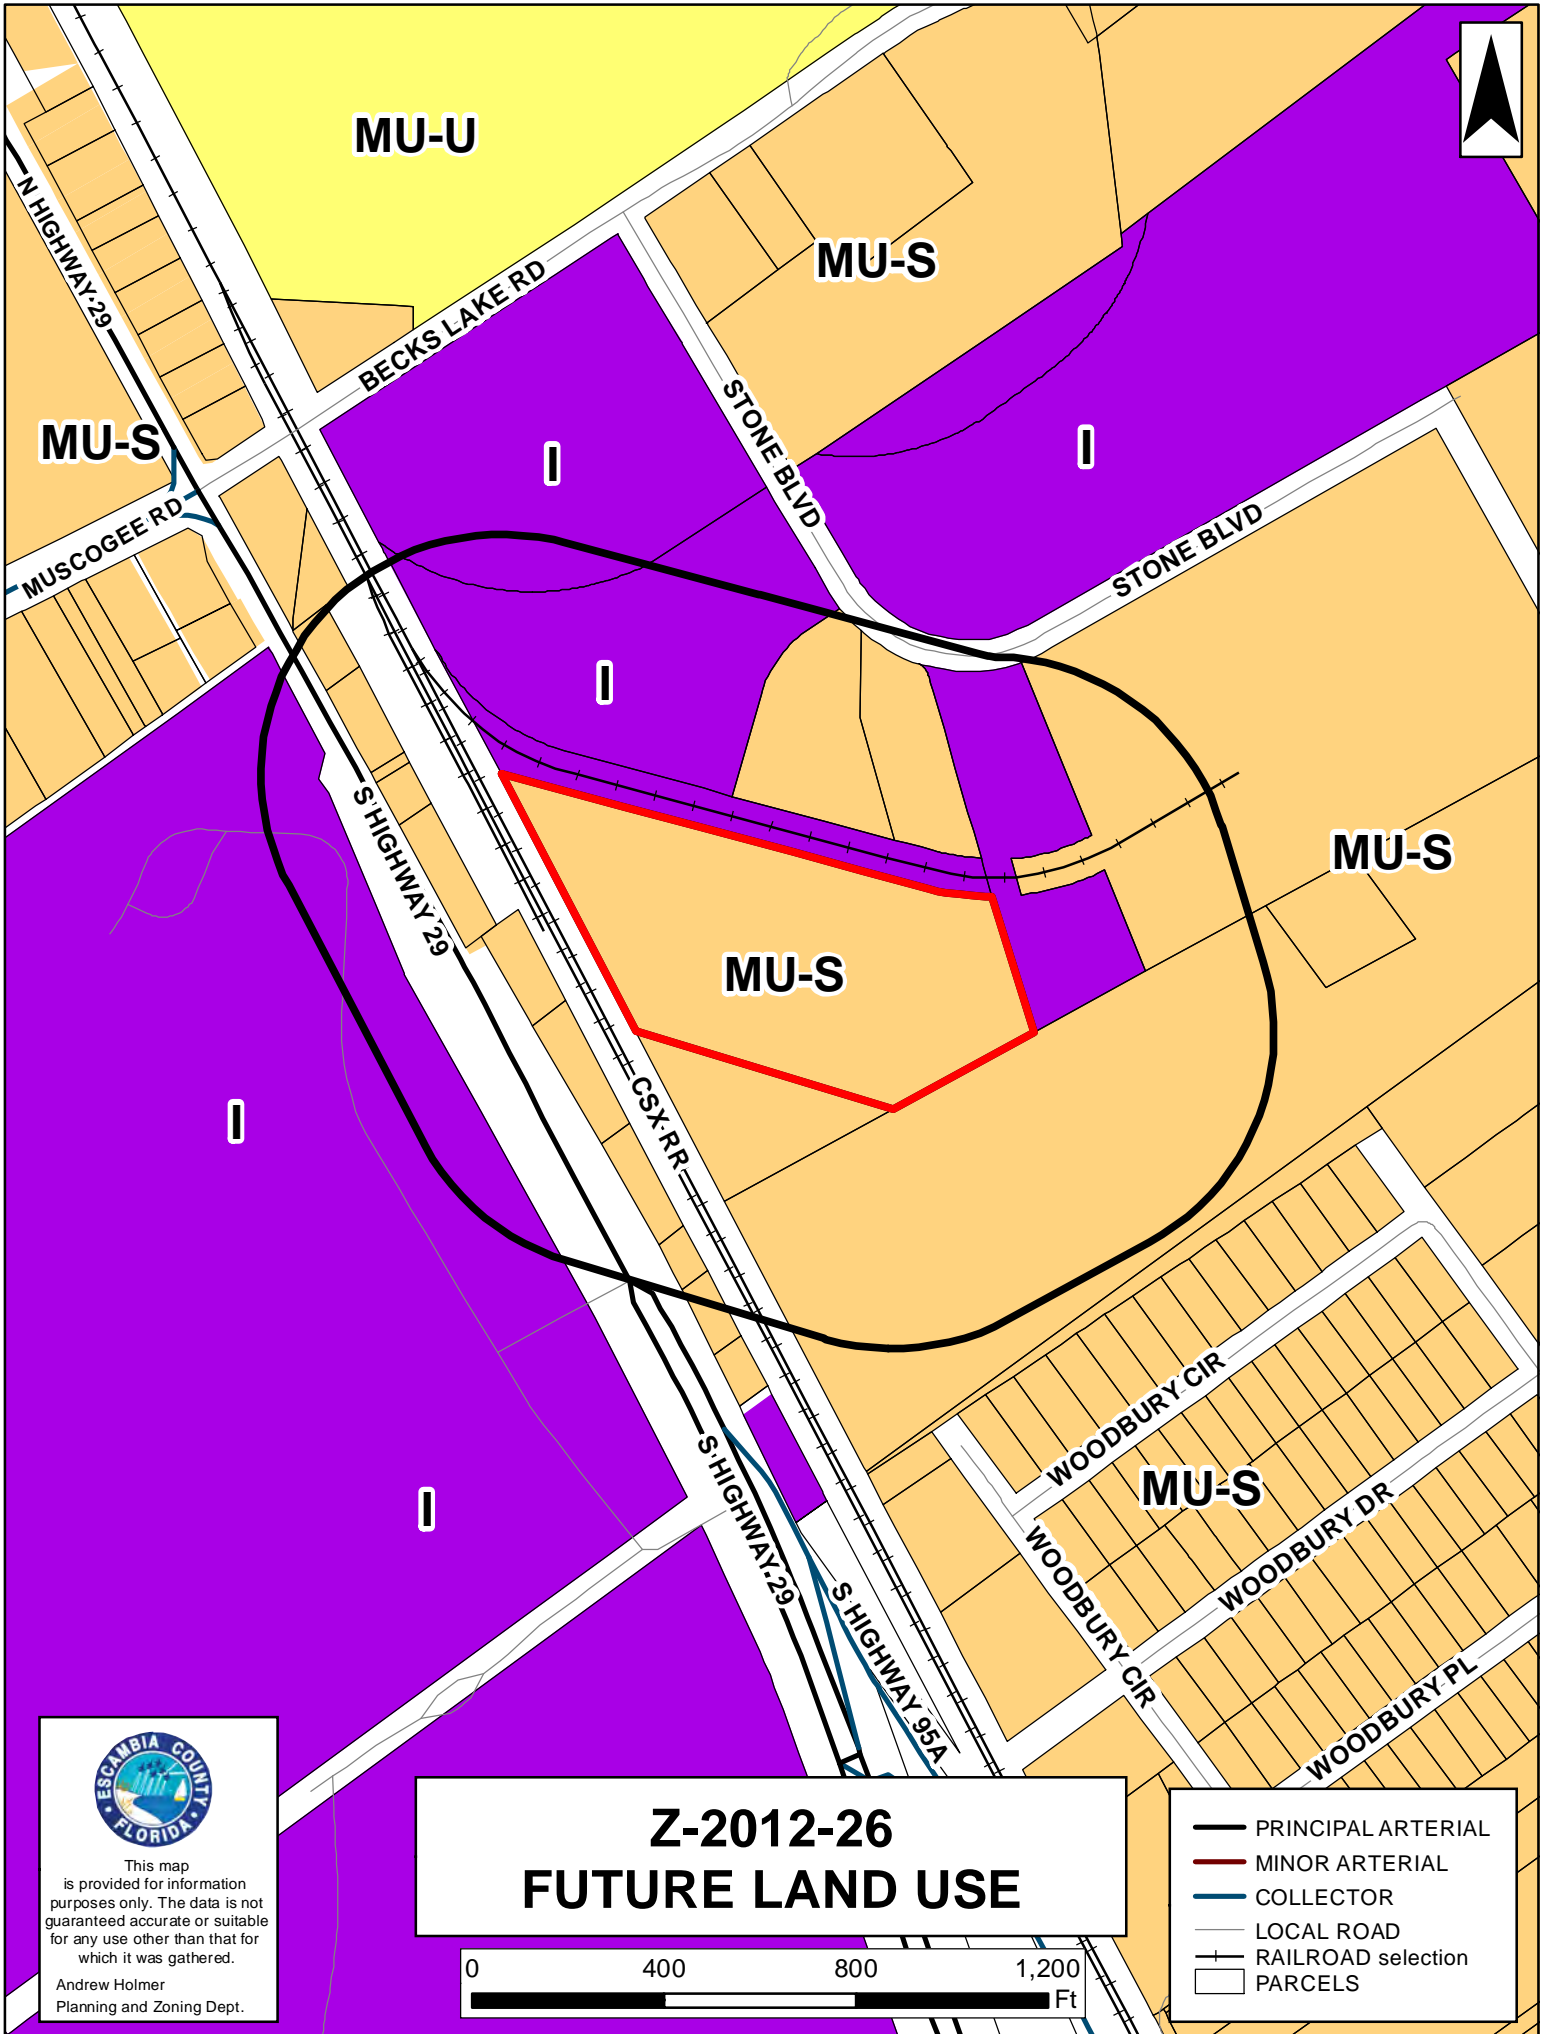 MU-U
N HIGHWAY 29
BECKS LAKE RD
MU-S
STONE BLVD
MU-S
I
I
STONE BLVD
MUSCOGEE RD
I
S HIGHWAY 29
MU-S
MU-S
I
CSX RR
WOODBURY CIR
MU-S
I
S HIGHWAY 29
WOODBURY DR
WOODBURY CIR
S HIGHWAY 95A
WOODBURY PL
ESCAMBIA COUNTY
FLORIDA
This map
is provided for information
purposes only. The data is not
guaranteed accurate or suitable
for any use other than that for
which it was gathered.
Andrew Holmer
Planning and Zoning Dept.
Z-2012-26
FUTURE LAND USE
0 400 800 1,200
Ft
PRINCIPAL ARTERIAL
MINOR ARTERIAL
COLLECTOR
LOCAL ROAD
RAILROAD selection
PARCELS